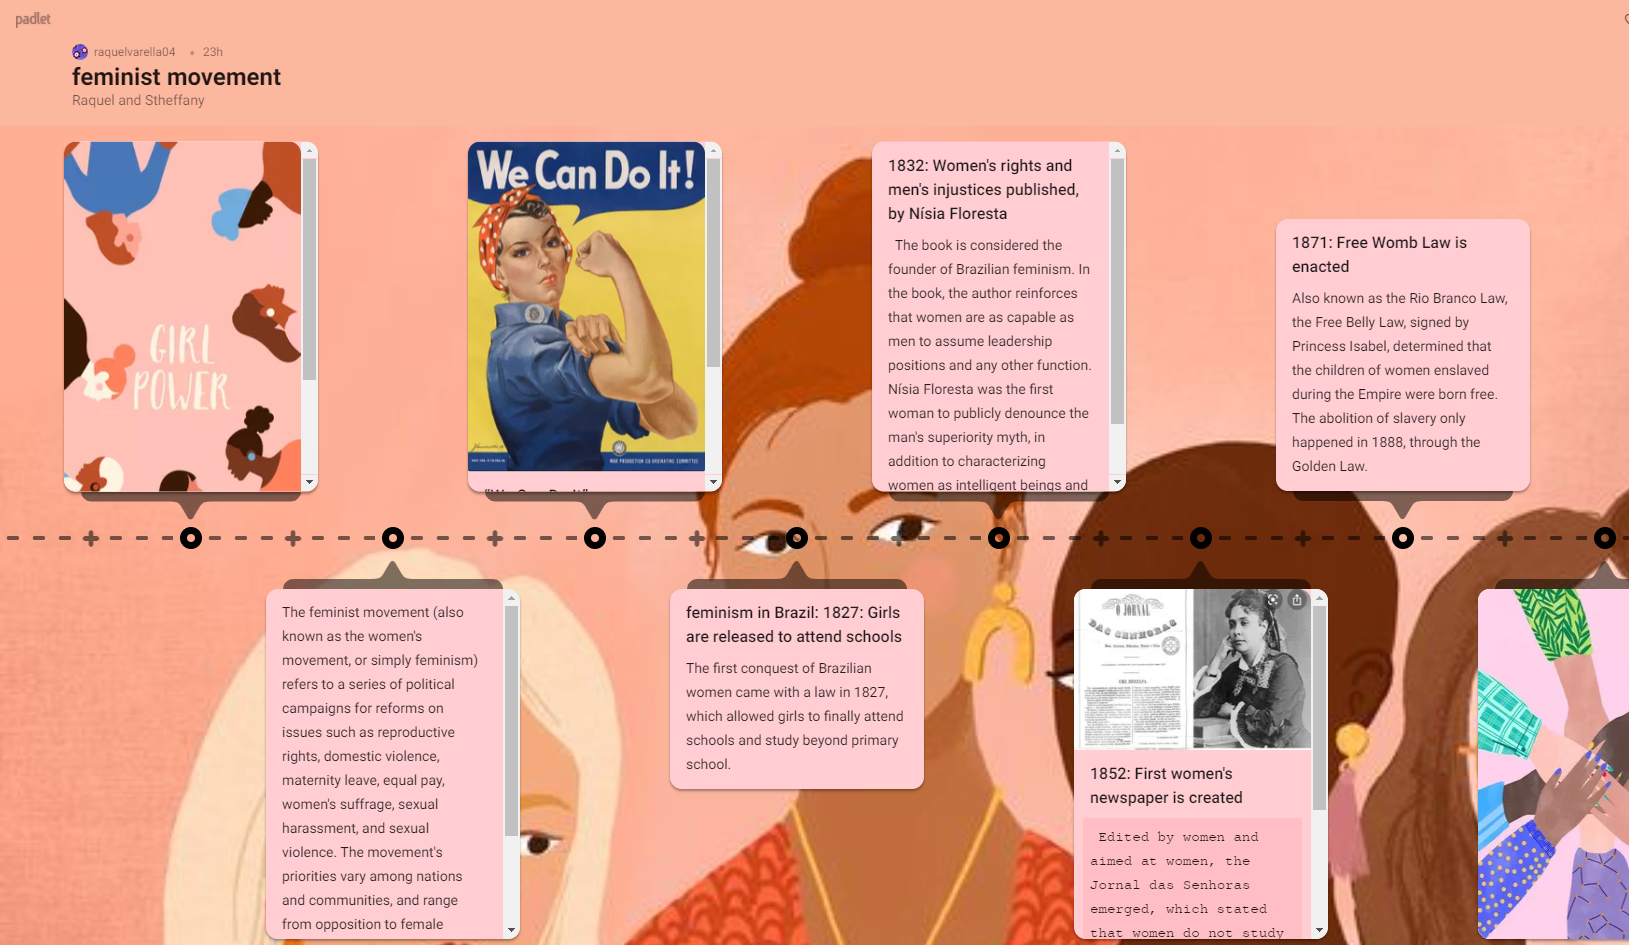 padlet
raquelvarella04 • 23h
feminist movement
Raquel and Stheffany
GIRL
POWER
We Can Do It!
WAR PRODUCTION CO-ORDINATING COMMITTEE
"We Can Do It"
1832: Women's rights and
men's injustices published,
by Nísia Floresta
The book is considered the
founder of Brazilian feminism. In
the book, the author reinforces
that women are as capable as
men to assume leadership
positions and any other function.
Nísia Floresta was the first
woman to publicly denounce the
man's superiority myth, in
addition to characterizing
women as intelligent beings and
1871: Free Womb Law is
enacted
Also known as the Rio Branco Law,
the Free Belly Law, signed by
Princess Isabel, determined that
the children of women enslaved
during the Empire were born free.
The abolition of slavery only
happened in 1888, through the
Golden Law.
The feminist movement (also
known as the women's
movement, or simply feminism)
refers to a series of political
campaigns for reforms on
issues such as reproductive
rights, domestic violence,
maternity leave, equal pay,
women's suffrage, sexual
harassment, and sexual
violence. The movement's
priorities vary among nations
and communities, and range
from opposition to female
feminism in Brazil: 1827: Girls
are released to attend schools
The first conquest of Brazilian
women came with a law in 1827,
which allowed girls to finally attend
schools and study beyond primary
school.
O JORNAL
DAS SENHORAS
1852: First women's
newspaper is created
Edited by women and
aimed at women, the
Jornal das Senhoras
emerged, which stated
that women do not study